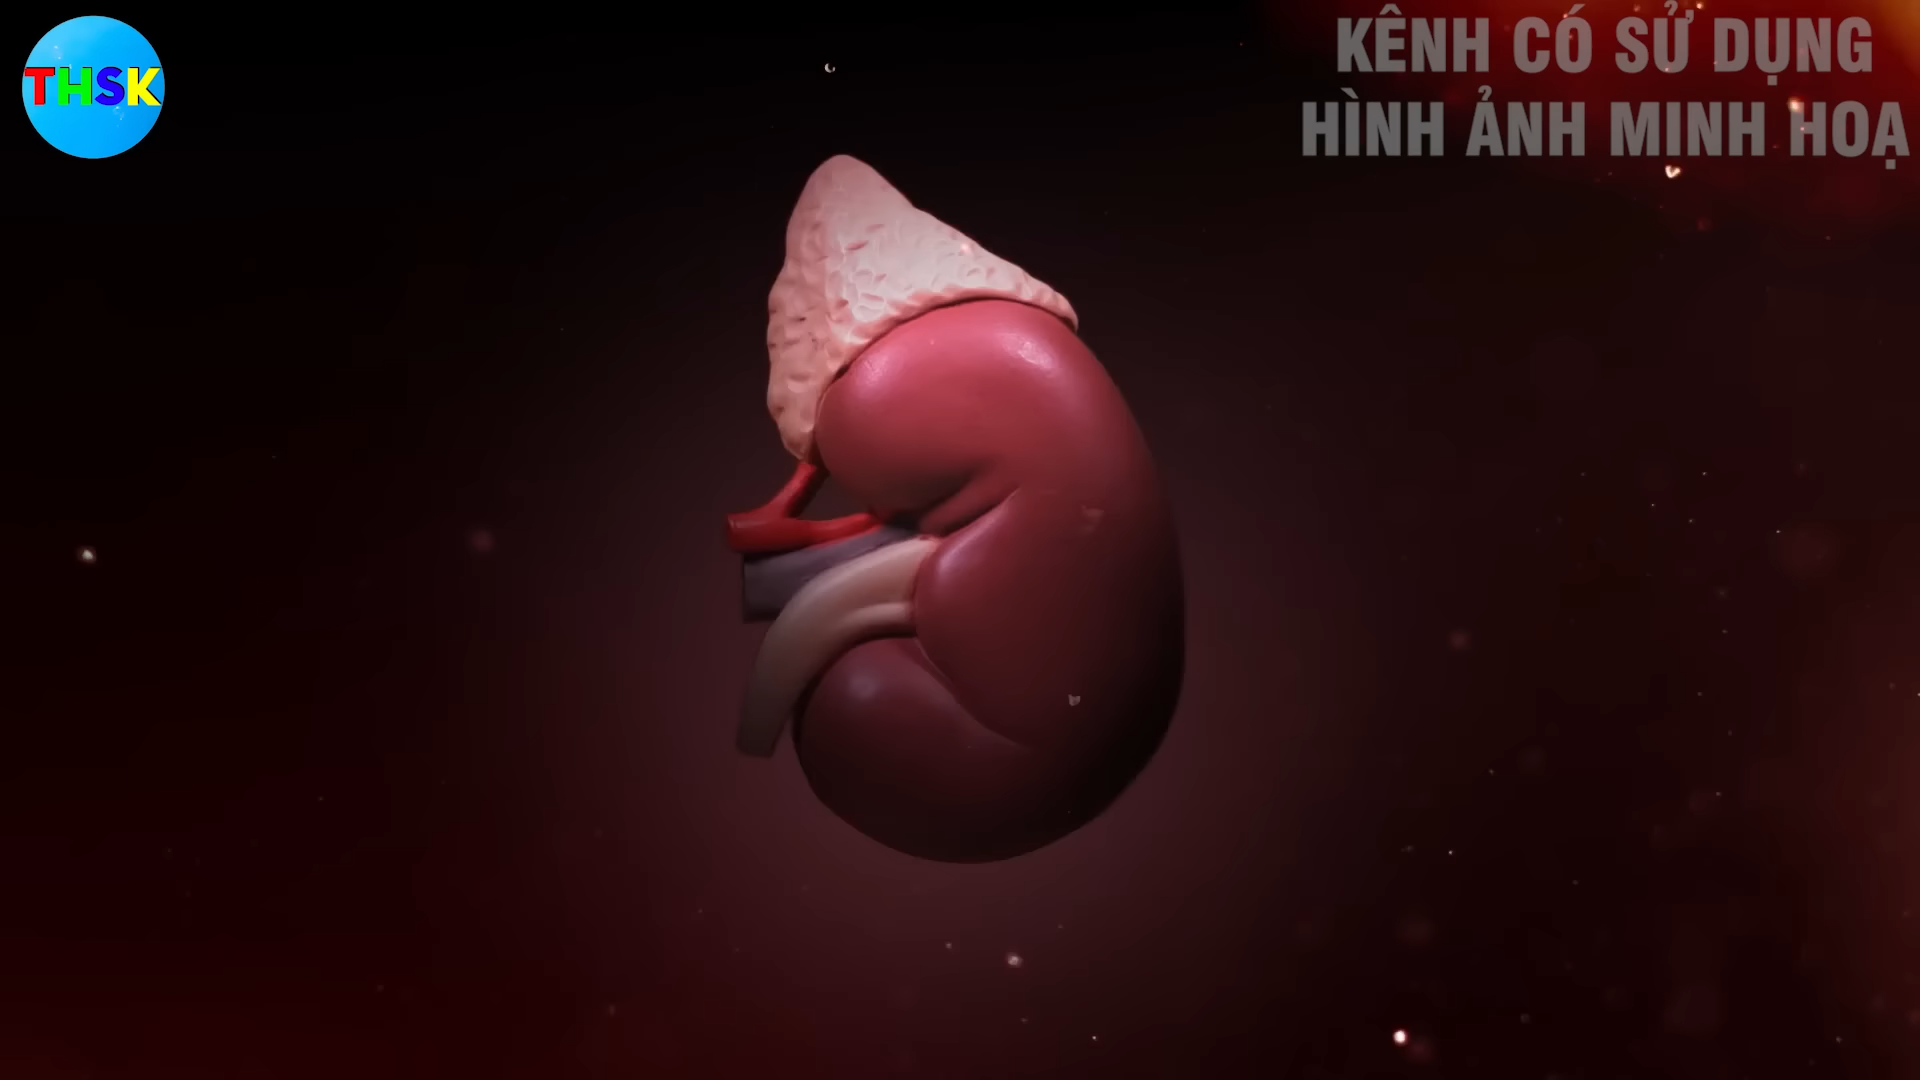 THSK
KÊNH CÓ SỬ DỤNG
HÌNH ẢNH MINH HOẠ